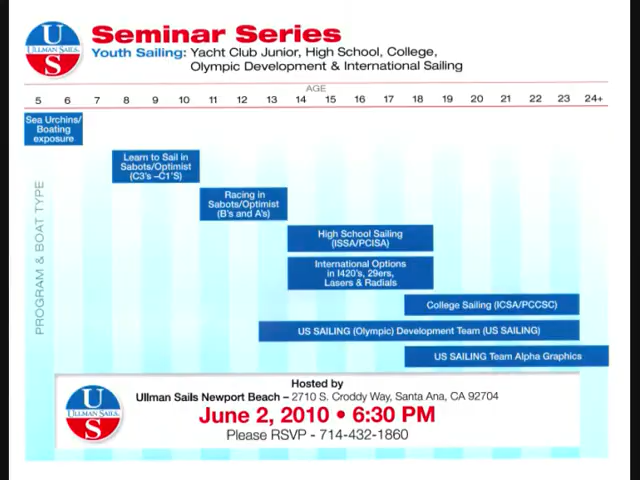 U
ULLMAN SAILS
S
Seminar Series
Youth Sailing: Yacht Club Junior, High School, College,
Olympic Development & International Sailing
AGE
5 6 7 8 9 10 11 12 13 14 15 16 17 18 19 20 21 22 23 24+
Sea Urchins/
Boating
exposure
Learn to Sail in
Sabots/Optimist
(C3's –C1'S)
Racing in
Sabots/Optimist
(B's and A's)
High School Sailing
(ISSA/PCISA)
International Options
in I420's, 29ers,
Lasers & Radials
College Sailing (ICSA/PCCSC)
US SAILING (Olympic) Development Team (US SAILING)
US SAILING Team Alpha Graphics
PROGRAM & BOAT TYPE
U
ULLMAN SAILS
S
Hosted by
Ullman Sails Newport Beach – 2710 S. Croddy Way, Santa Ana, CA 92704
June 2, 2010 • 6:30 PM
Please RSVP - 714-432-1860